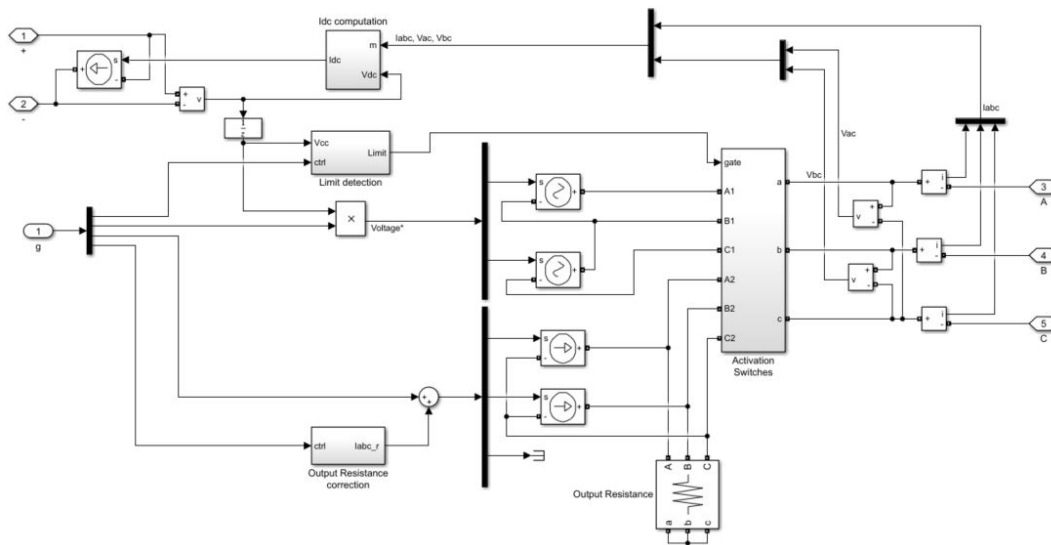 Idc computation
1
+
s
+
-
Idc
m
Vdc
Iabc, Vac, Vbc
2
-
+
-
v
1
z
Vcc
ctrl
Limit
Limit detection
1
g
×
Voltage*
s
-
+
s
-
+
gate
A1
B1
C1
A2
B2
C2
a
b
c
Activation
Switches
Iabc
Vac
Vbc
+
i
-
3
A
+
-
v
+
i
-
4
B
+
-
v
+
i
-
5
C
s
-
+
s
-
+
+
+
ctrl
Iabc_r
Output Resistance
correction
Output Resistance
A
B
C
a
b
c